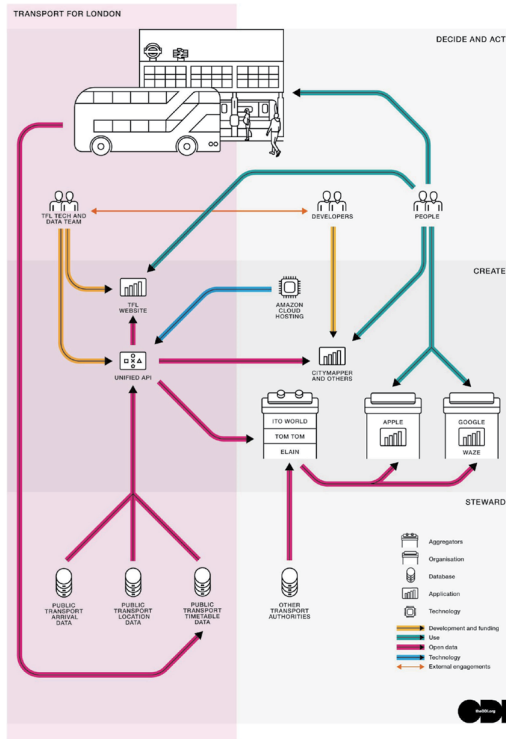 TRANSPORT FOR LONDON
DECIDE AND ACT
TFL TECH AND
DATA TEAM
DEVELOPERS
PEOPLE
CREATE
TFL
WEBSITE
AMAZON
CLOUD
HOSTING
UNIFIED API
CITYMAPPER
AND OTHERS
ITO WORLD
TOM TOM
ELAIN
APPLE
GOOGLE
WAZE
STEWARD
PUBLIC
TRANSPORT
ARRIVAL
DATA
PUBLIC
TRANSPORT
LOCATION
DATA
PUBLIC
TRANSPORT
TIMETABLE
DATA
OTHER
TRANSPORT
AUTHORITIES
Aggregators
Organisation
Database
Application
Technology
Development and funding
Use
Open data
Technology
External engagements
theODI.org